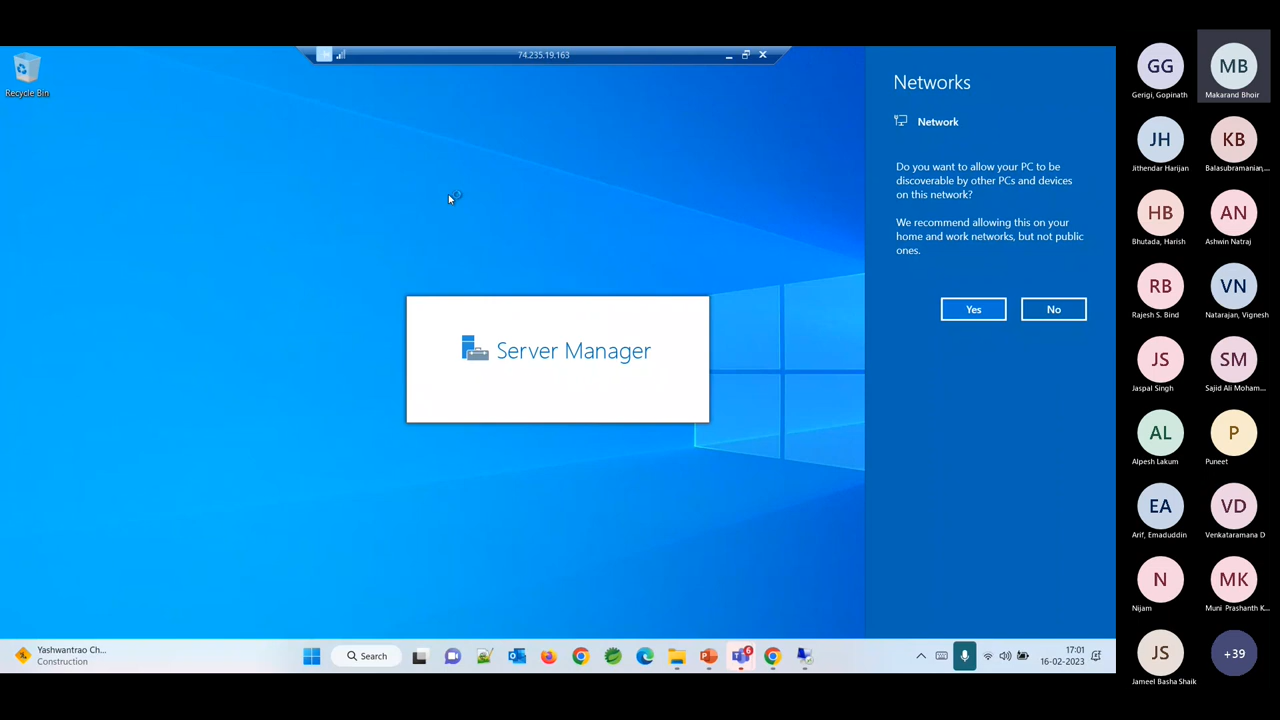 74.235.19.163
Recycle Bin
Networks
Network
Do you want to allow your PC to be
discoverable by other PCs and devices
on this network?
We recommend allowing this on your
home and work networks, but not public
ones.
Yes
No
Server Manager
Yashwantrao Ch...
Construction
Search
6
17:01
16-02-2023
GG
Gerigi, Gopinath
MB
Makarand Bhoir
JH
Jithendar Harijan
KB
Balasubramanian,...
HB
Bhutada, Harish
AN
Ashwin Natraj
RB
Rajesh S. Bind
VN
Natarajan, Vignesh
JS
Jaspal Singh
SM
Sajid Ali Moham...
AL
Alpesh Lakum
P
Puneet
EA
Arif, Emaduddin
VD
Venkataramana D
N
Nijam
MK
Muni Prashanth K...
JS
Jameel Basha Shaik
+39